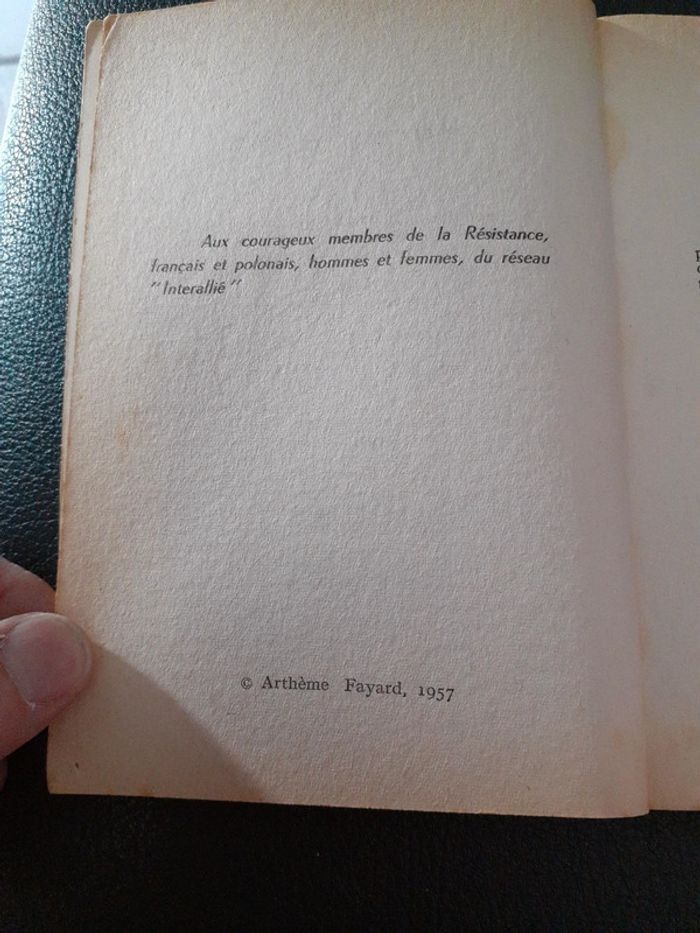 Aux courageux membres de la Résistance,
français et polonais, hommes et femmes, du réseau
"Interallié"
© Arthème Fayard, 1957